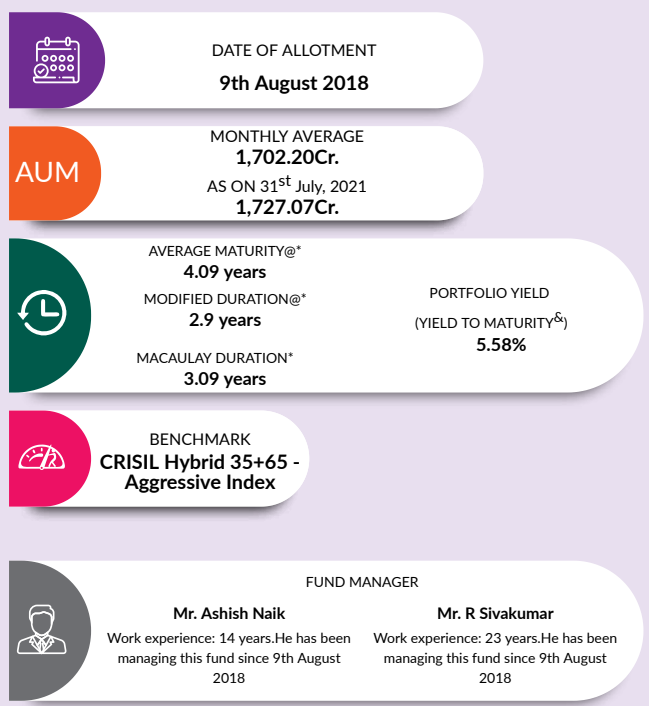 DATE OF ALLOTMENT
9th August 2018
AUM
MONTHLY AVERAGE
1,702.20Cr.
AS ON 31st July, 2021
1,727.07Cr.
AVERAGE MATURITY@*
4.09 years
MODIFIED DURATION@*
2.9 years
MACAULAY DURATION*
3.09 years
PORTFOLIO YIELD
(YIELD TO MATURITY&)
5.58%
BENCHMARK
CRISIL Hybrid 35+65 -
Aggressive Index
FUND MANAGER
Mr. Ashish Naik
Work experience: 14 years.He has been
managing this fund since 9th August
2018
Mr. R Sivakumar
Work experience: 23 years.He has been
managing this fund since 9th August
2018